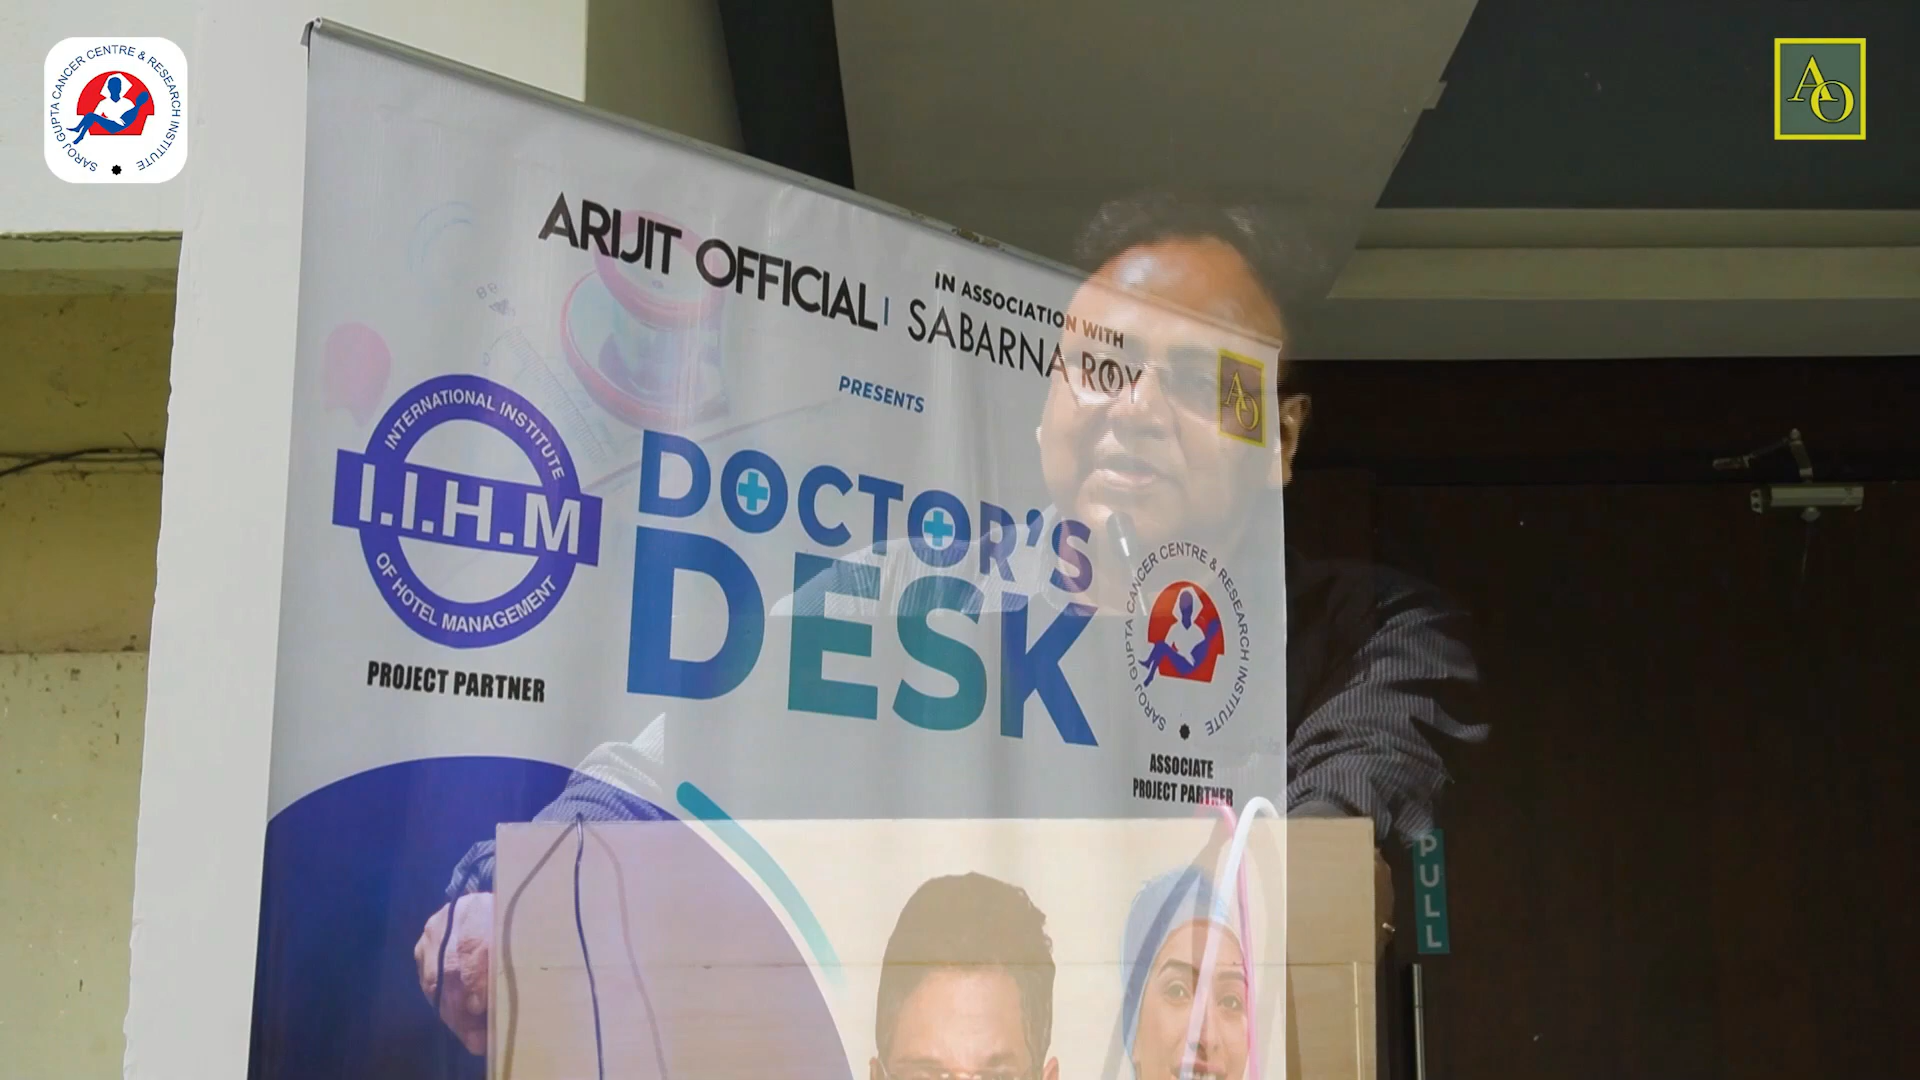 SAROJ GUPTA CANCER CENTRE & RESEARCH INSTITUTE
AO
ARIJIT OFFICIAL
IN ASSOCIATION WITH
SABARNA ROY
AO
PRESENTS
INTERNATIONAL INSTITUTE
I.I.H.M
OF HOTEL MANAGEMENT
PROJECT PARTNER
DOCTOR'S
DESK
SAROJ GUPTA CANCER CENTRE & RESEARCH INSTITUTE
ASSOCIATE
PROJECT PARTNER
PULL